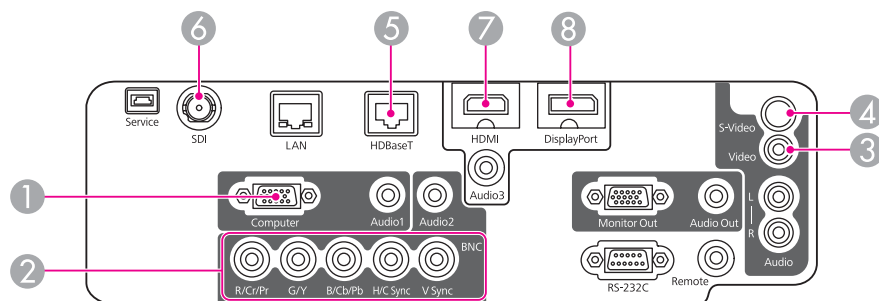 6
5
7
8
Service
SDI
LAN
HDBaseT
HDMI
DisplayPort
S-Video
4
Video
3
1
Computer
Audio1
Audio2
Audio3
Monitor Out
Audio Out
L
R
Audio
2
BNC
R/Cr/Pr
G/Y
B/Cb/Pb
H/C Sync
V Sync
RS-232C
Remote